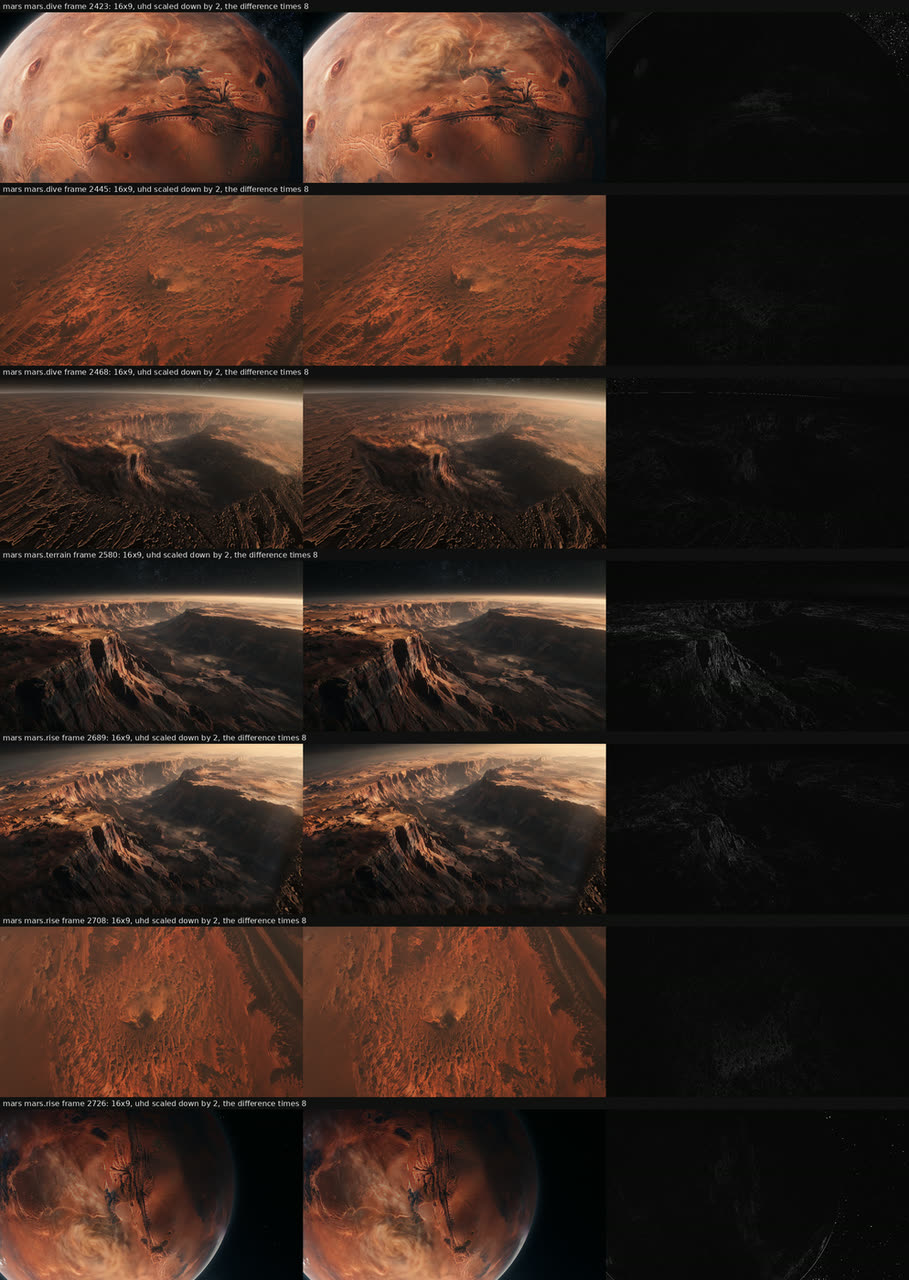 mars mars.dive frame 2423: 16x9, uhd scaled down by 2, the difference times 8
mars mars.dive frame 2445: 16x9, uhd scaled down by 2, the difference times 8
mars mars.dive frame 2468: 16x9, uhd scaled down by 2, the difference times 8
mars mars.terrain frame 2580: 16x9, uhd scaled down by 2, the difference times 8
mars mars.rise frame 2689: 16x9, uhd scaled down by 2, the difference times 8
mars mars.rise frame 2708: 16x9, uhd scaled down by 2, the difference times 8
mars mars.rise frame 2726: 16x9, uhd scaled down by 2, the difference times 8